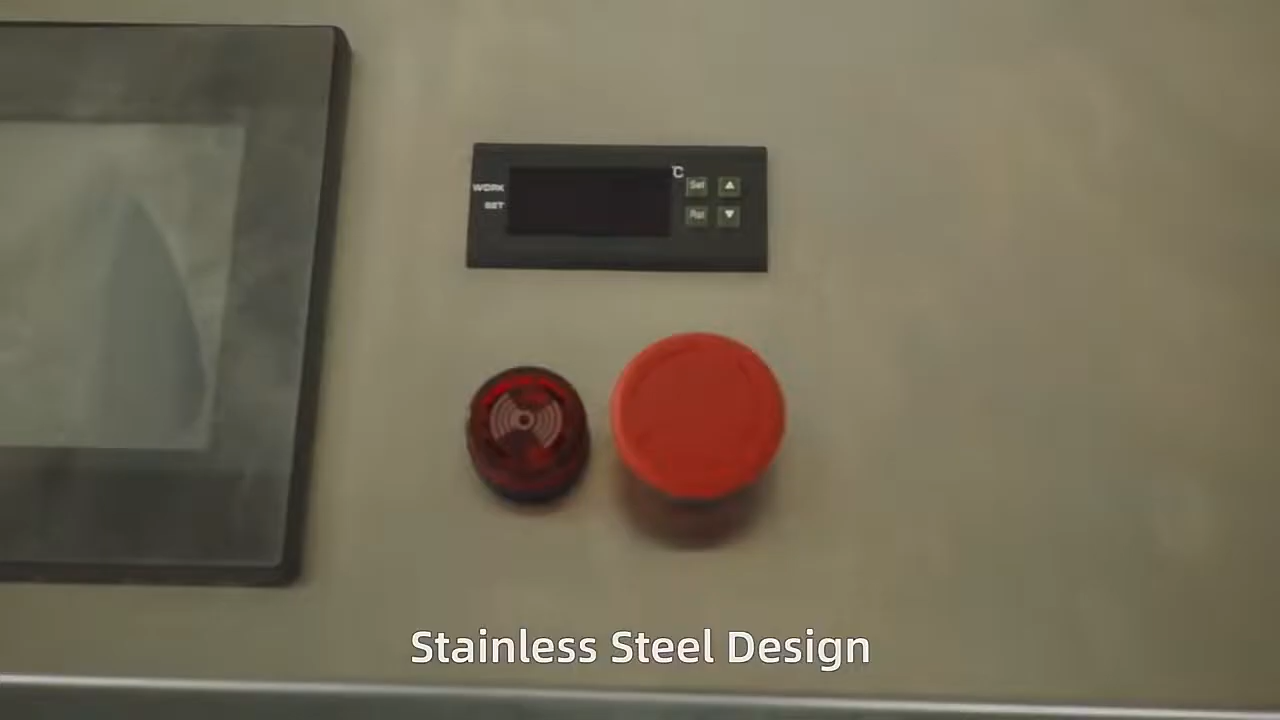 ℃
WORK
Set
SET
Rst
Stainless Steel Design